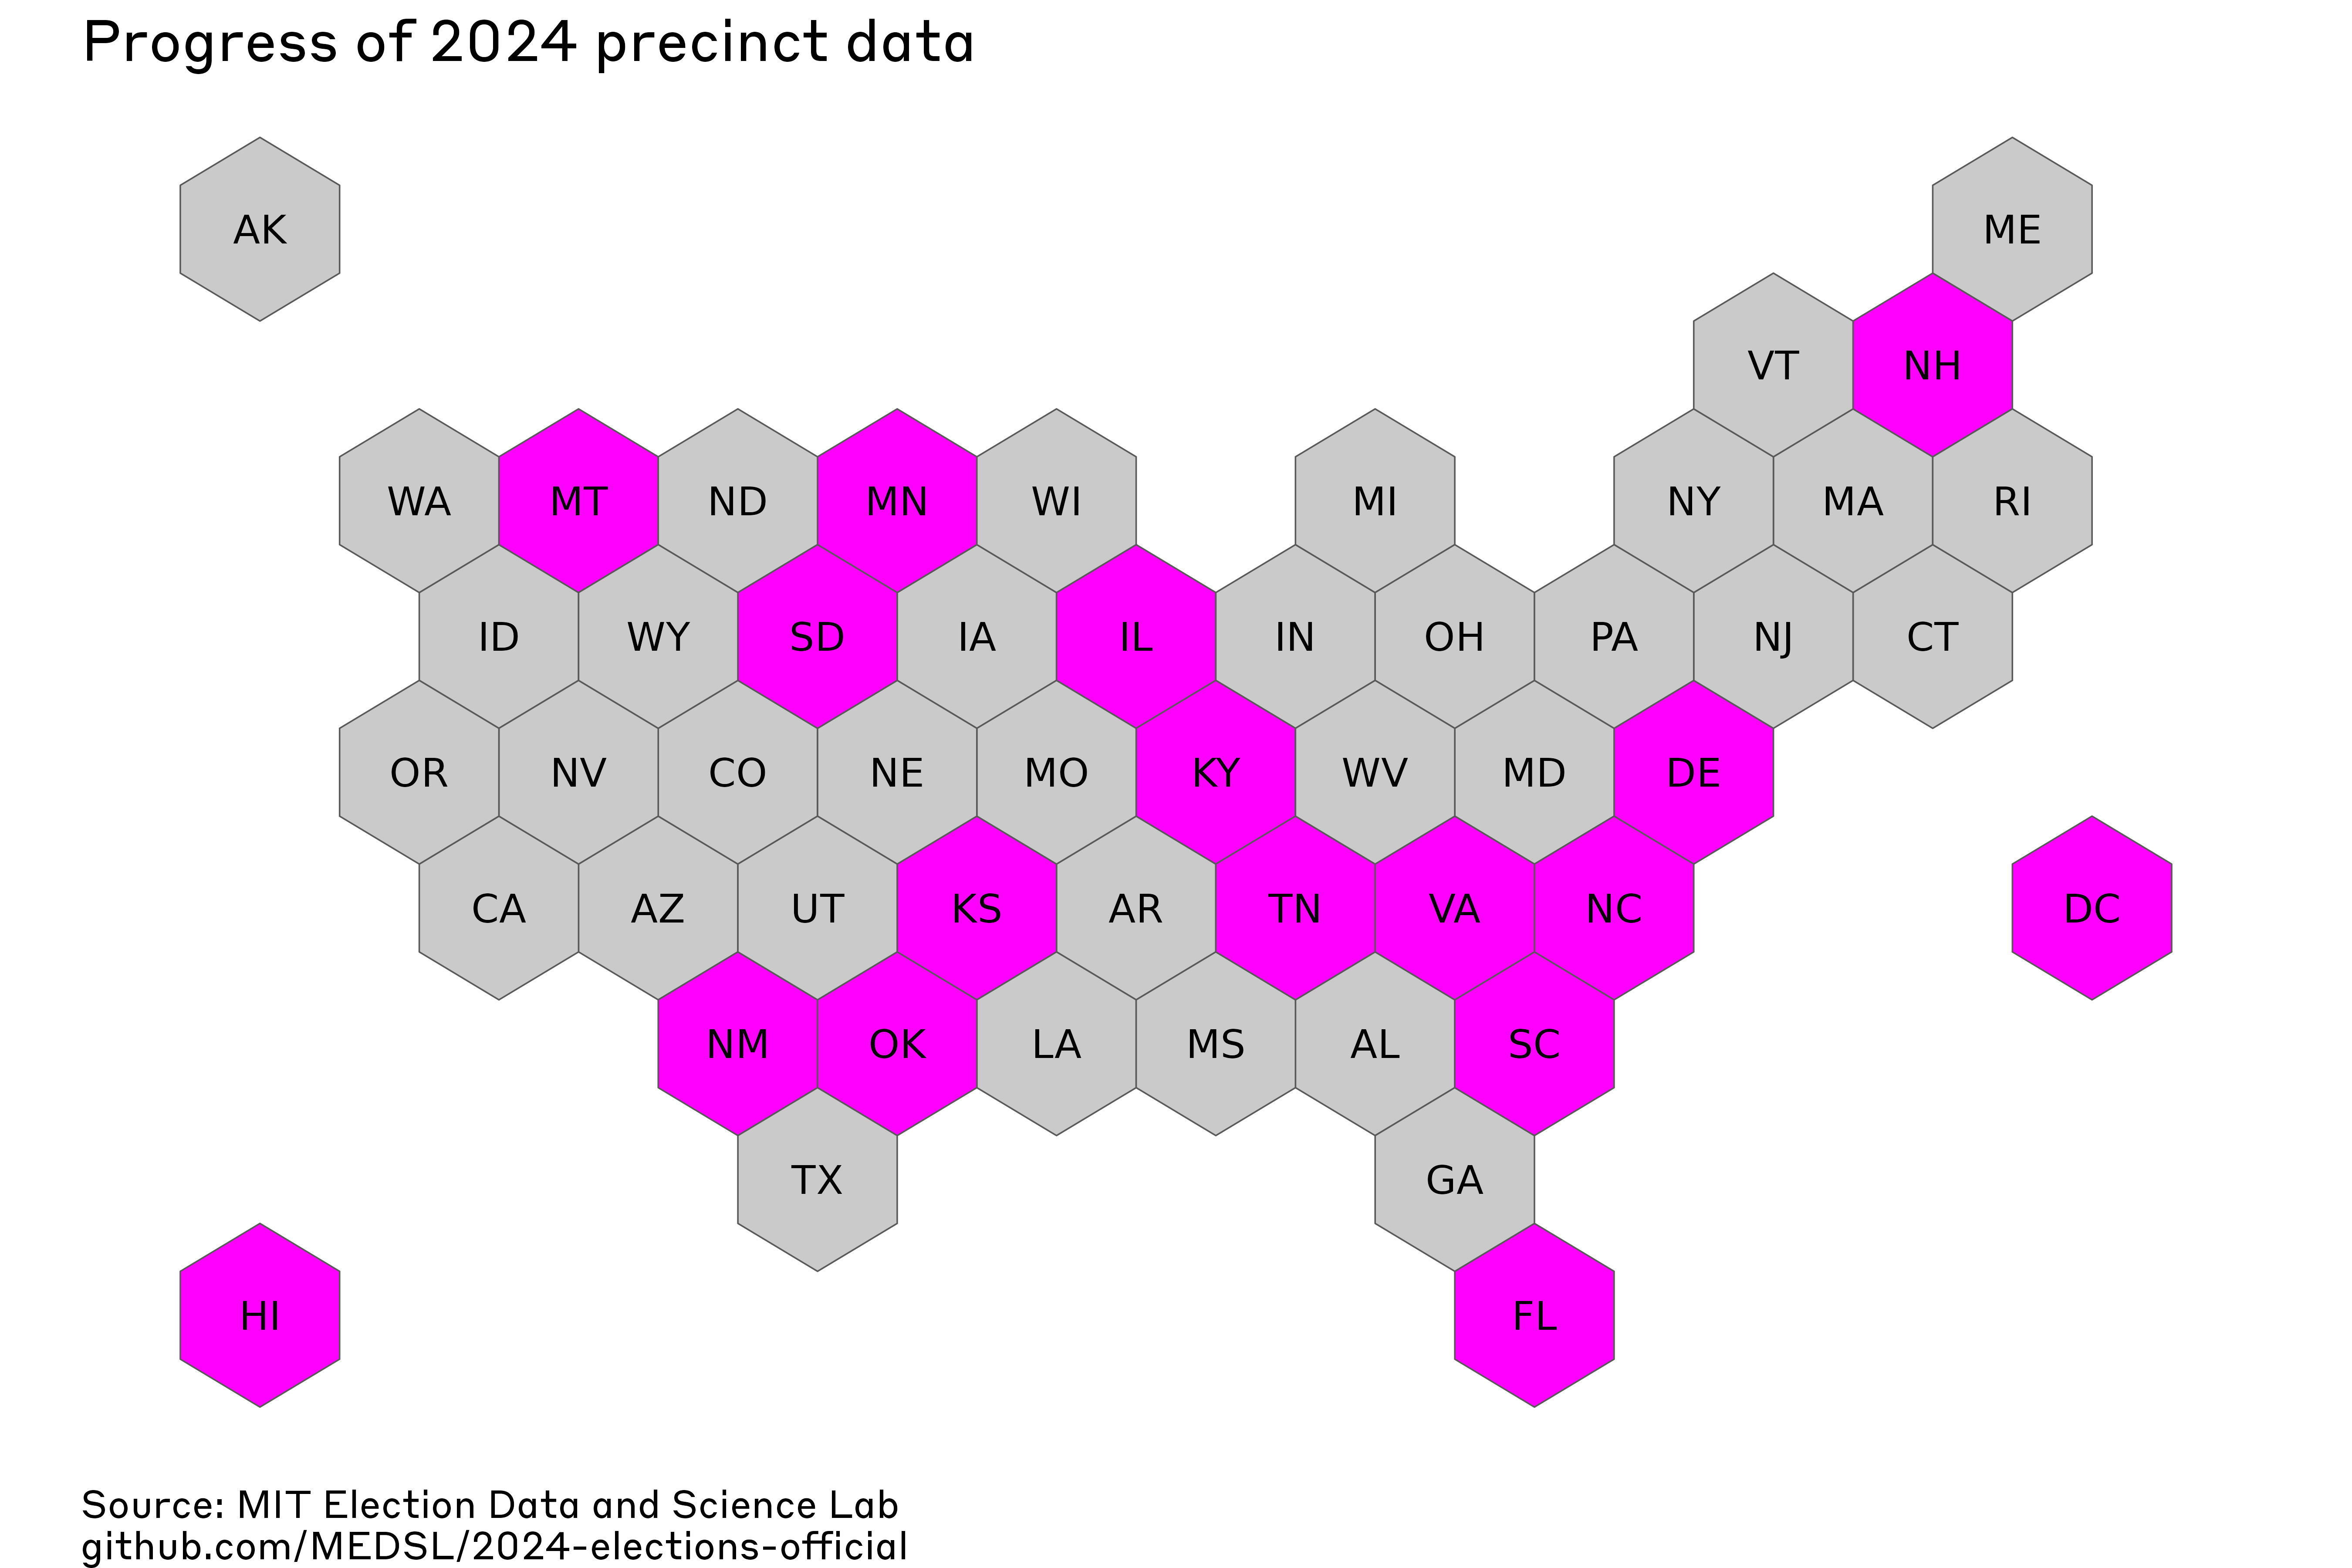 Progress of 2024 precinct data
AK
ME
VT
NH
WA
MT
ND
MN
WI
MI
NY
MA
RI
ID
WY
SD
IA
IL
IN
OH
PA
NJ
CT
OR
NV
CO
NE
MO
KY
WV
MD
DE
CA
AZ
UT
KS
AR
TN
VA
NC
DC
NM
OK
LA
MS
AL
SC
TX
GA
HI
FL
Source: MIT Election Data and Science Lab
github.com/MEDSL/2024-elections-official